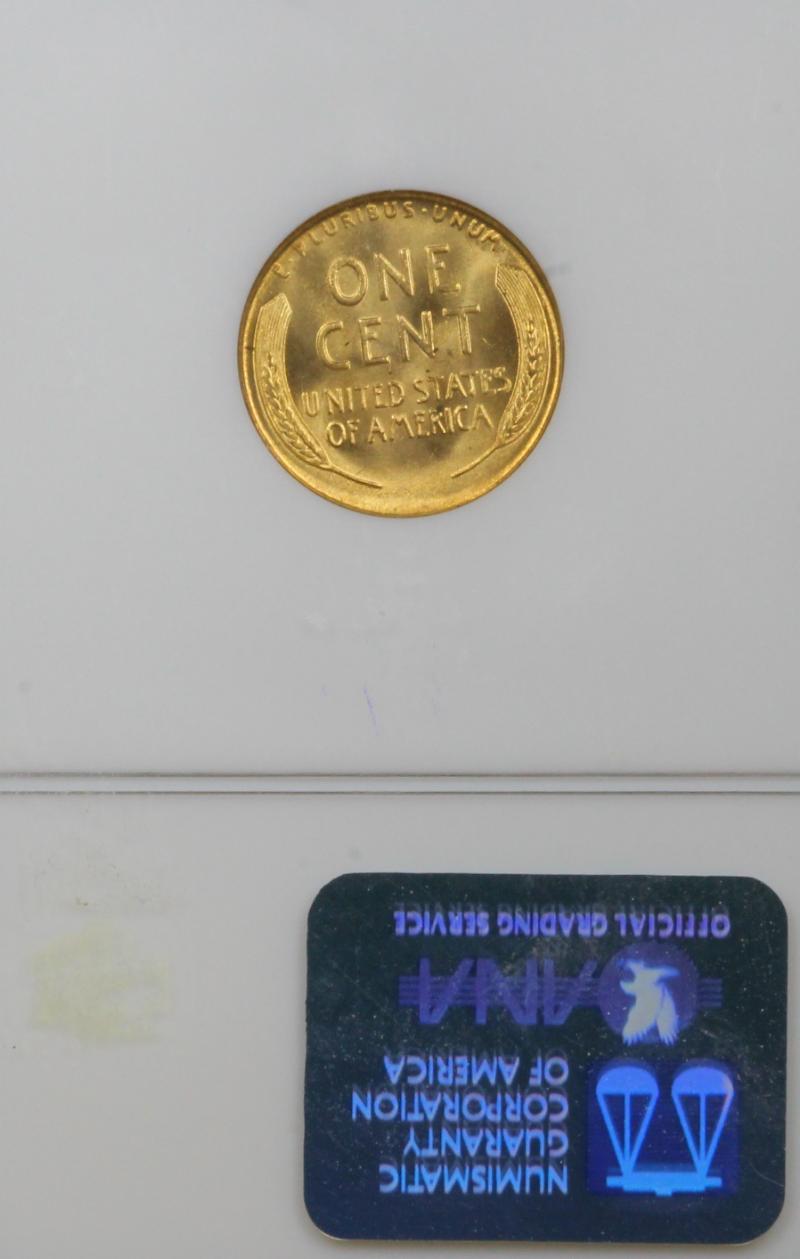 E·PLURIBUS·UNUM
ONE
CENT
UNITED STATES
OF AMERICA
NUMISMATIC
GUARANTY
CORPORATION
OF AMERICA
ANA
OFFICIAL GRADING SERVICE